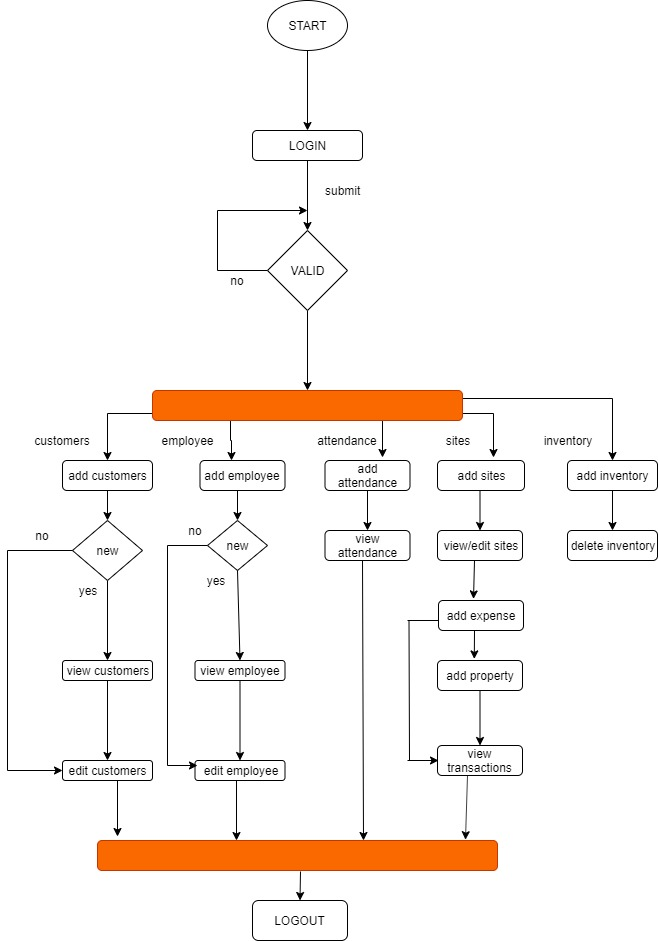 START
LOGIN
submit
VALID
no
customers
employee
attendance
sites
inventory
add customers
add employee
add
attendance
add sites
add inventory
no
new
yes
no
new
yes
view
attendance
view/edit sites
delete inventory
add expense
view customers
view employee
add property
edit customers
edit employee
view
transactions
LOGOUT